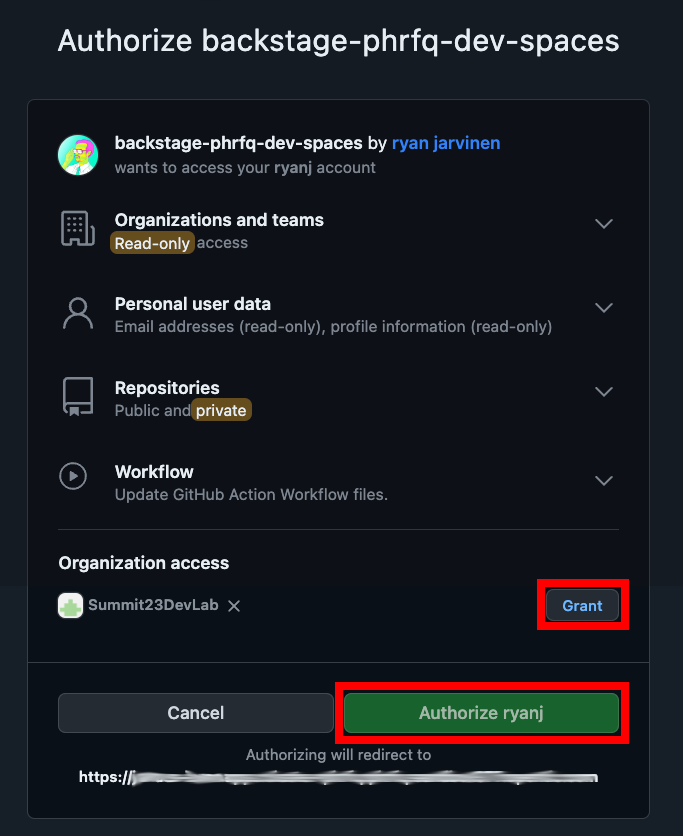 Authorize backstage-phrfq-dev-spaces
backstage-phrfq-dev-spaces by ryan jarvinen
wants to access your ryanj account
Organizations and teams
Read-only access
Personal user data
Email addresses (read-only), profile information (read-only)
Repositories
Public and private
Workflow
Update GitHub Action Workflow files.
Organization access
Summit23DevLab
Grant
Cancel
Authorize ryanj
Authorizing will redirect to
https://